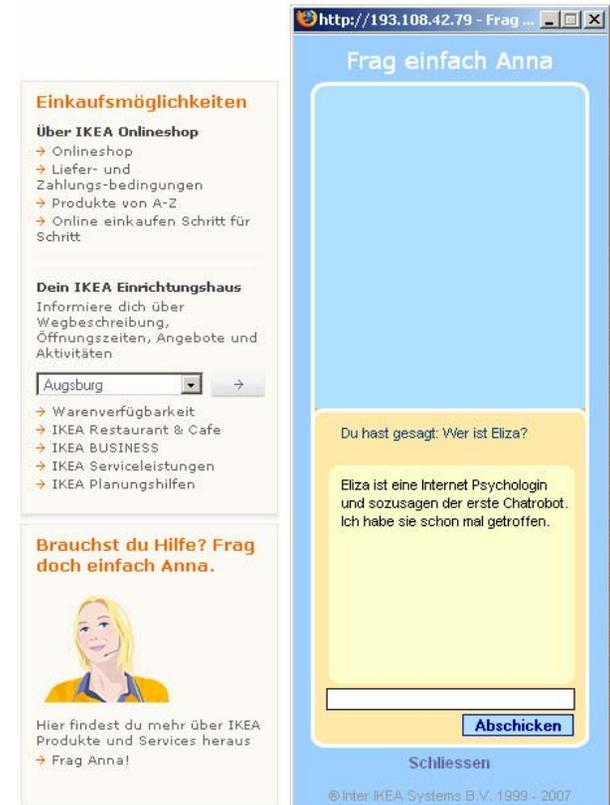 Einkaufsmöglichkeiten
Über IKEA Onlineshop
→ Onlineshop
→ Liefer- und
Zahlungs-bedingungen
→ Produkte von A-Z
→ Online einkaufen Schritt für
Schritt
Dein IKEA Einrichtungshaus
Informiere dich über
Wegbeschreibung,
Öffnungszeiten, Angebote und
Aktivitäten
Augsburg
→
→ Warenverfügbarkeit
→ IKEA Restaurant & Cafe
→ IKEA BUSINESS
→ IKEA Serviceleistungen
→ IKEA Planungshilfen
Brauchst du Hilfe? Frag
doch einfach Anna.
Hier findest du mehr über IKEA
Produkte und Services heraus
→ Frag Anna!
http://193.108.42.79 - Frag ...
Frag einfach Anna
Du hast gesagt: Wer ist Eliza?
Eliza ist eine Internet Psychologin
und sozusagen der erste Chatrobot.
Ich habe sie schon mal getroffen.
Abschicken
Schliessen
© Inter IKEA Systems B.V. 1999 - 2007